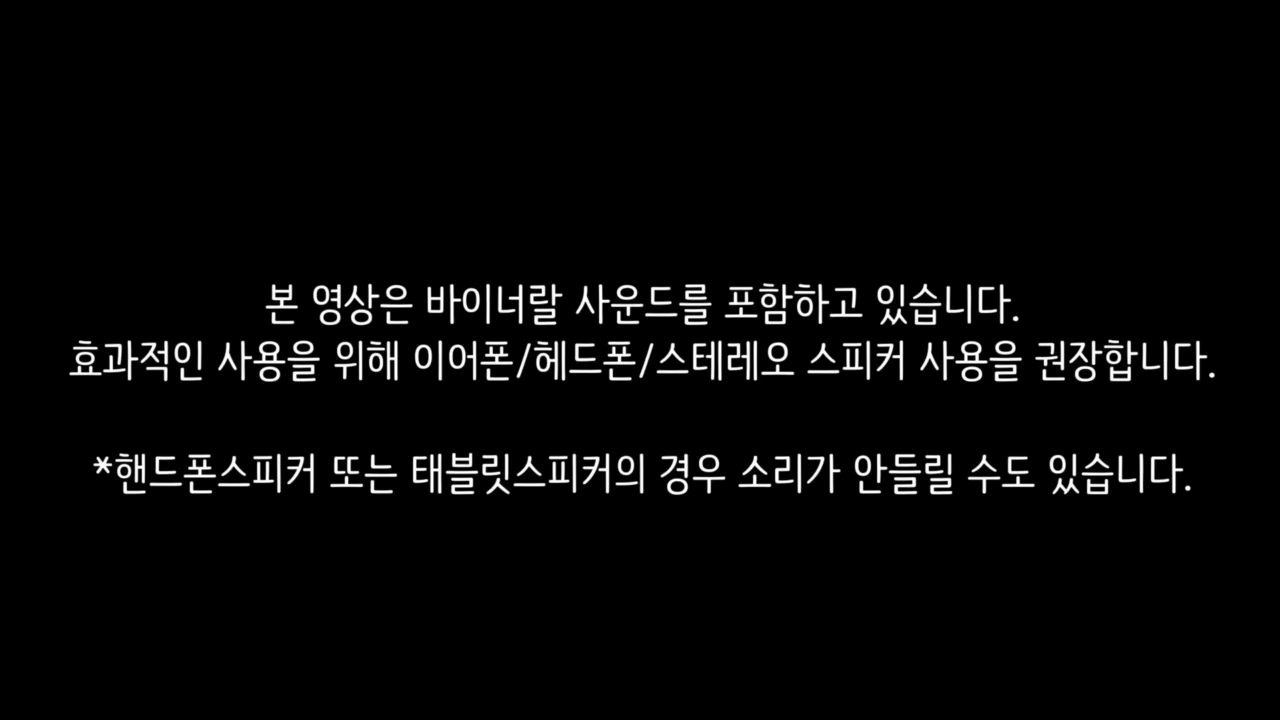 본 영상은 바이너랄 사운드를 포함하고 있습니다.
효과적인 사용을 위해 이어폰/헤드폰/스테레오 스피커 사용을 권장합니다.
*핸드폰스피커 또는 태블릿스피커의 경우 소리가 안들릴 수도 있습니다.